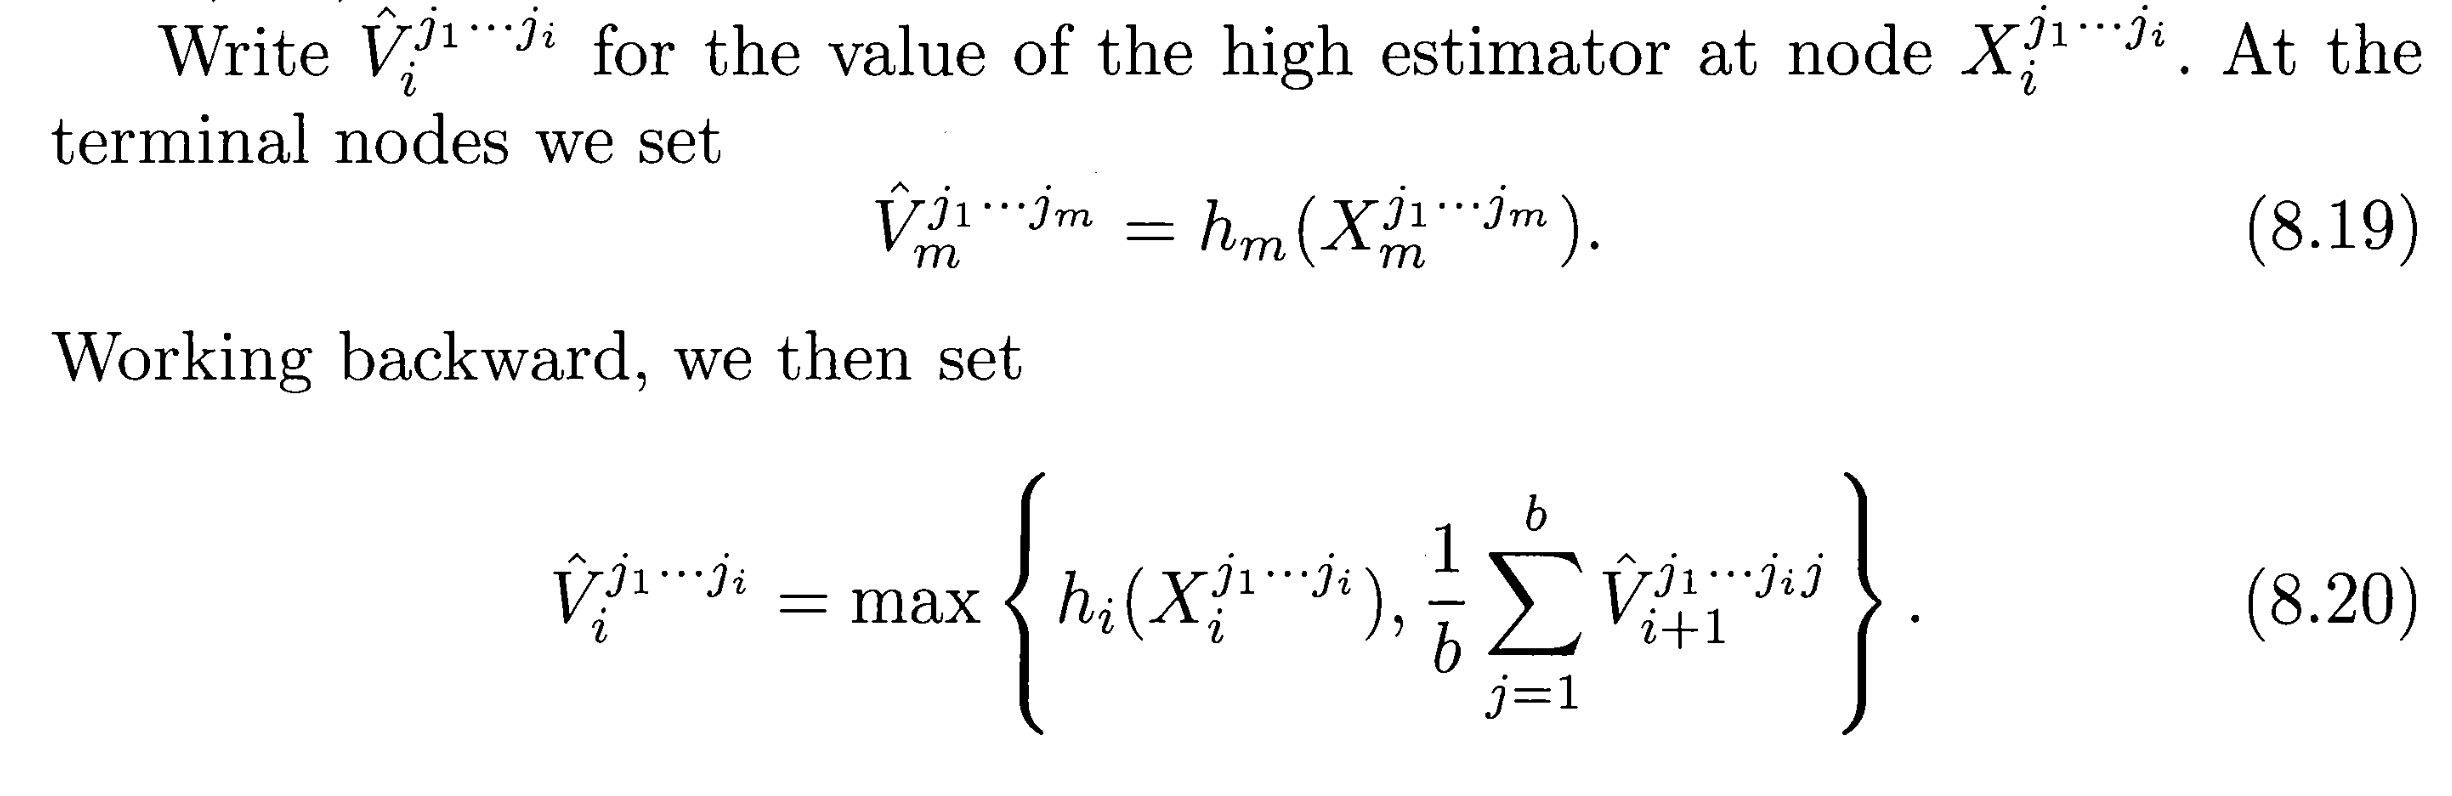 Write $\hat{V}_i^{j_1 \cdots j_i}$ for the value of the high estimator at node $X_i^{j_1 \cdots j_i}$. At the
terminal nodes we set
$\hat{V}_m^{j_1 \cdots j_m} = h_m(X_m^{j_1 \cdots j_m}).$ (8.19)
Working backward, we then set
$\hat{V}_i^{j_1 \cdots j_i} = \max \left\{ h_i(X_i^{j_1 \cdots j_i}), \frac{1}{b} \sum_{j=1}^{b} \hat{V}_{i+1}^{j_1 \cdots j_i j} \right\}.$ (8.20)